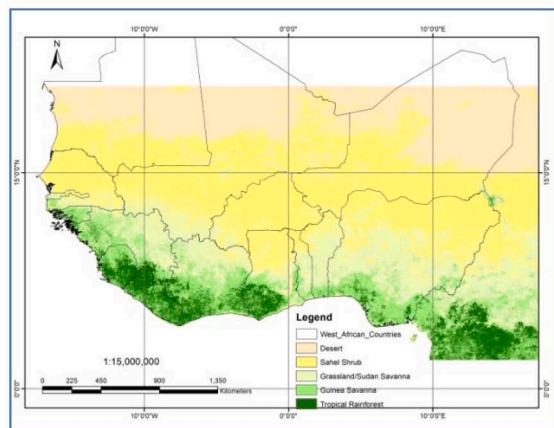 10°0'0"W 0°0'0" 10°0'0"E
N
15°0'0"N 15°0'0"N
Legend
West_African_Countries
Desert
1:15,000,000
Sahel Shrub
Grassland/Sudan Savanna
0 225 450 900 1,350
Guinea Savanna
Kilometers
0°0'0" 0°0'0"
Tropical Rainforest
10°0'0"W 0°0'0" 10°0'0"E